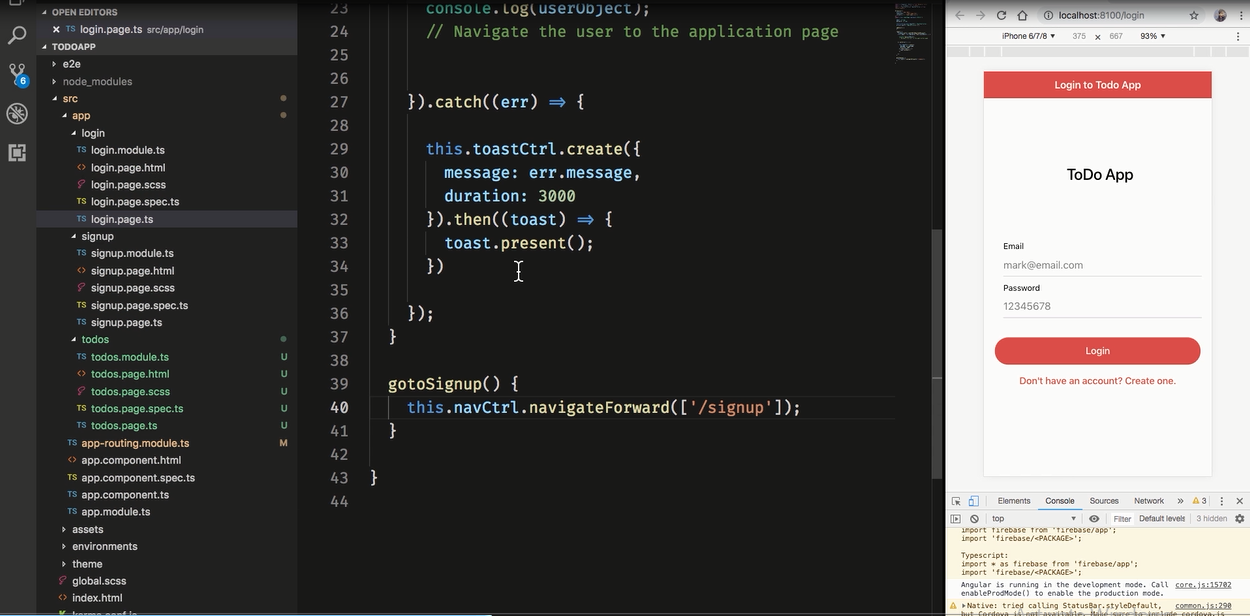 OPEN EDITORS
TS login.page.ts src/app/login
TODOAPP
e2e
6
node_modules
src
app
login
TS login.module.ts
<> login.page.html
login.page.scss
TS login.page.spec.ts
TS login.page.ts
signup
TS signup.module.ts
<> signup.page.html
signup.page.scss
TS signup.page.spec.ts
TS signup.page.ts
todos
TS todos.module.ts U
<> todos.page.html U
todos.page.scss U
TS todos.page.spec.ts U
TS todos.page.ts U
TS app-routing.module.ts M
<> app.component.html
TS app.component.spec.ts
TS app.component.ts
TS app.module.ts
assets
environments
theme
global.scss
<> index.html
karma.conf.js
23 console.log(userObject);
24 // Navigate the user to the application page
25
26
27 }).catch((err) => {
28
29 this.toastCtrl.create({
30 message: err.message,
31 duration: 3000
32 }).then((toast) => {
33 toast.present();
34 })
35
36 });
37 }
38
39 gotoSignup() {
40 this.navCtrl.navigateForward(['/signup']);
41 }
42
43 }
44
localhost:8100/login
iPhone 6/7/8 ▼ 375 × 667 93% ▼
Login to Todo App
ToDo App
Email
mark@email.com
Password
12345678
Login
Don't have an account? Create one.
Elements Console Sources Network » 3
top ▼ Filter Default levels 3 hidden
import firebase from 'firebase/app';
import 'firebase/<PACKAGE>';
Typescript:
import * as firebase from 'firebase/app';
import 'firebase/<PACKAGE>';
Angular is running in the development mode. Call core.js:15702
enableProdMode() to enable the production mode.
Native: tried calling StatusBar.styleDefault, common.js:290
but Cordova is not available. Make sure to include cordova.js